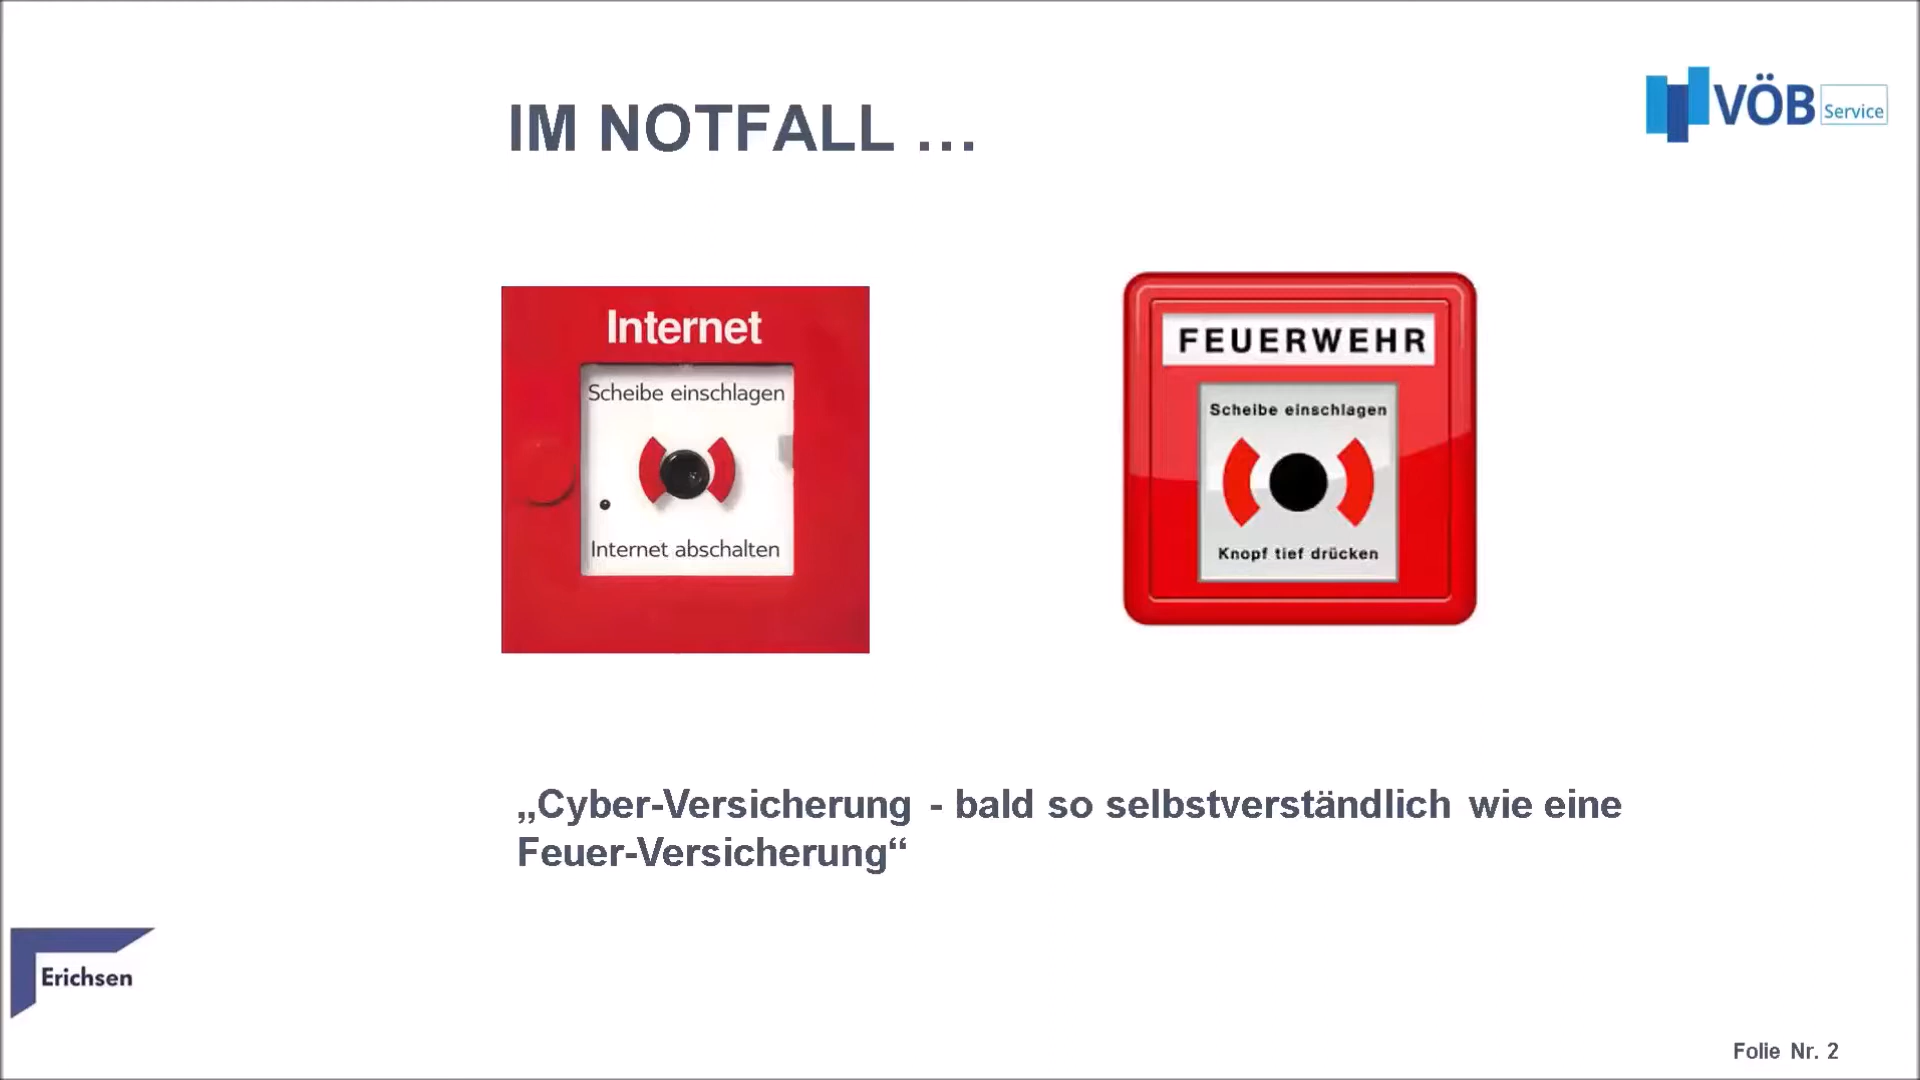 IM NOTFALL …
VÖB Service
Internet
Scheibe einschlagen
Internet abschalten
FEUERWEHR
Scheibe einschlagen
Knopf tief drücken
„Cyber-Versicherung - bald so selbstverständlich wie eine
Feuer-Versicherung“
Erichsen
Folie Nr. 2